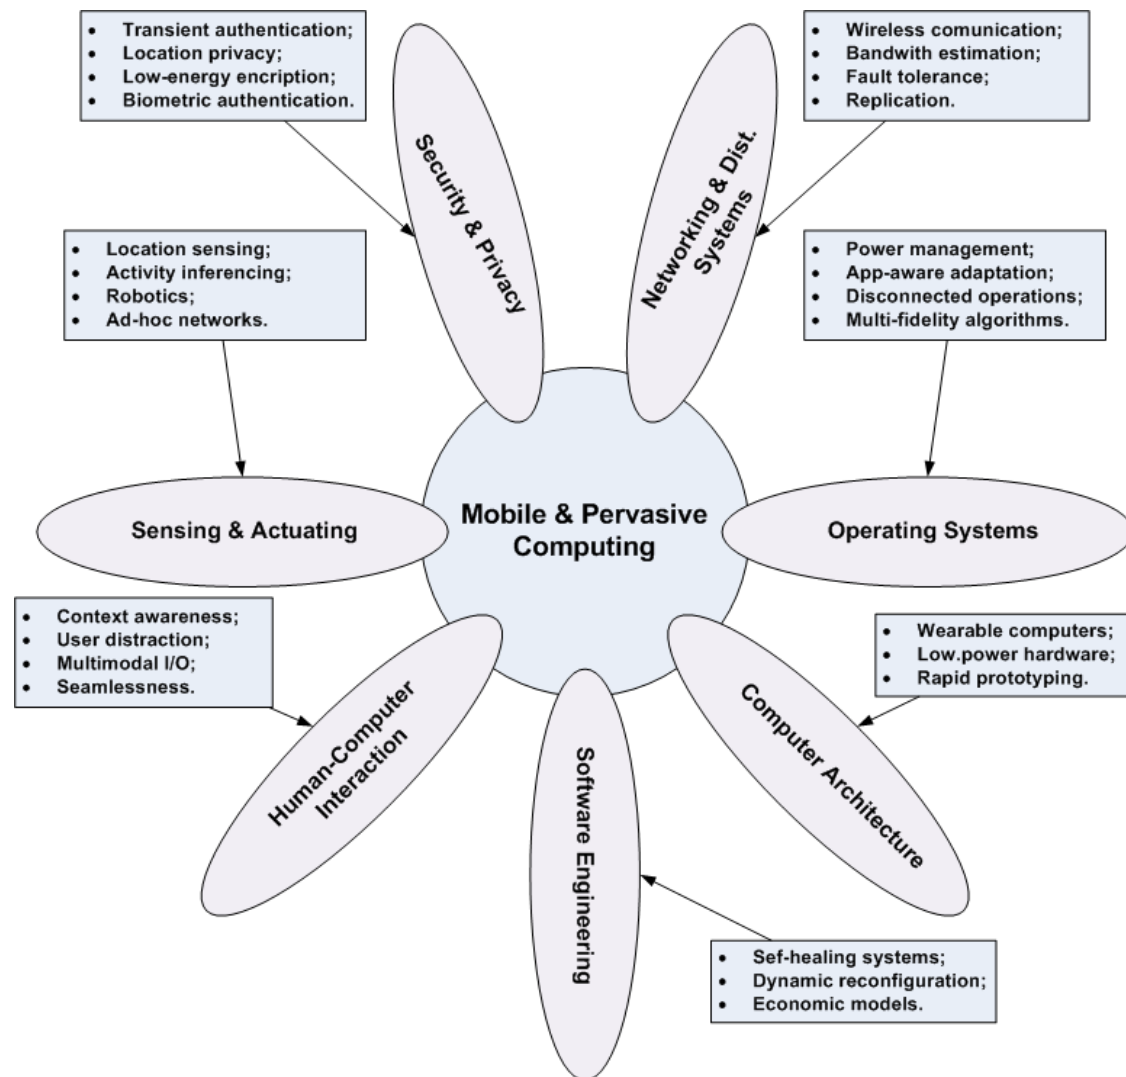 • Transient authentication;
• Location privacy;
• Low-energy encription;
• Biometric authentication.
• Wireless comunication;
• Bandwith estimation;
• Fault tolerance;
• Replication.
Security & Privacy
Networking & Dist.
Systems
• Location sensing;
• Activity inferencing;
• Robotics;
• Ad-hoc networks.
• Power management;
• App-aware adaptation;
• Disconnected operations;
• Multi-fidelity algorithms.
Sensing & Actuating
Mobile & Pervasive
Computing
Operating Systems
• Context awareness;
• User distraction;
• Multimodal I/O;
• Seamlessness.
• Wearable computers;
• Low.power hardware;
• Rapid prototyping.
Human-Computer
Interaction
Software Engineering
Computer Architecture
• Sef-healing systems;
• Dynamic reconfiguration;
• Economic models.